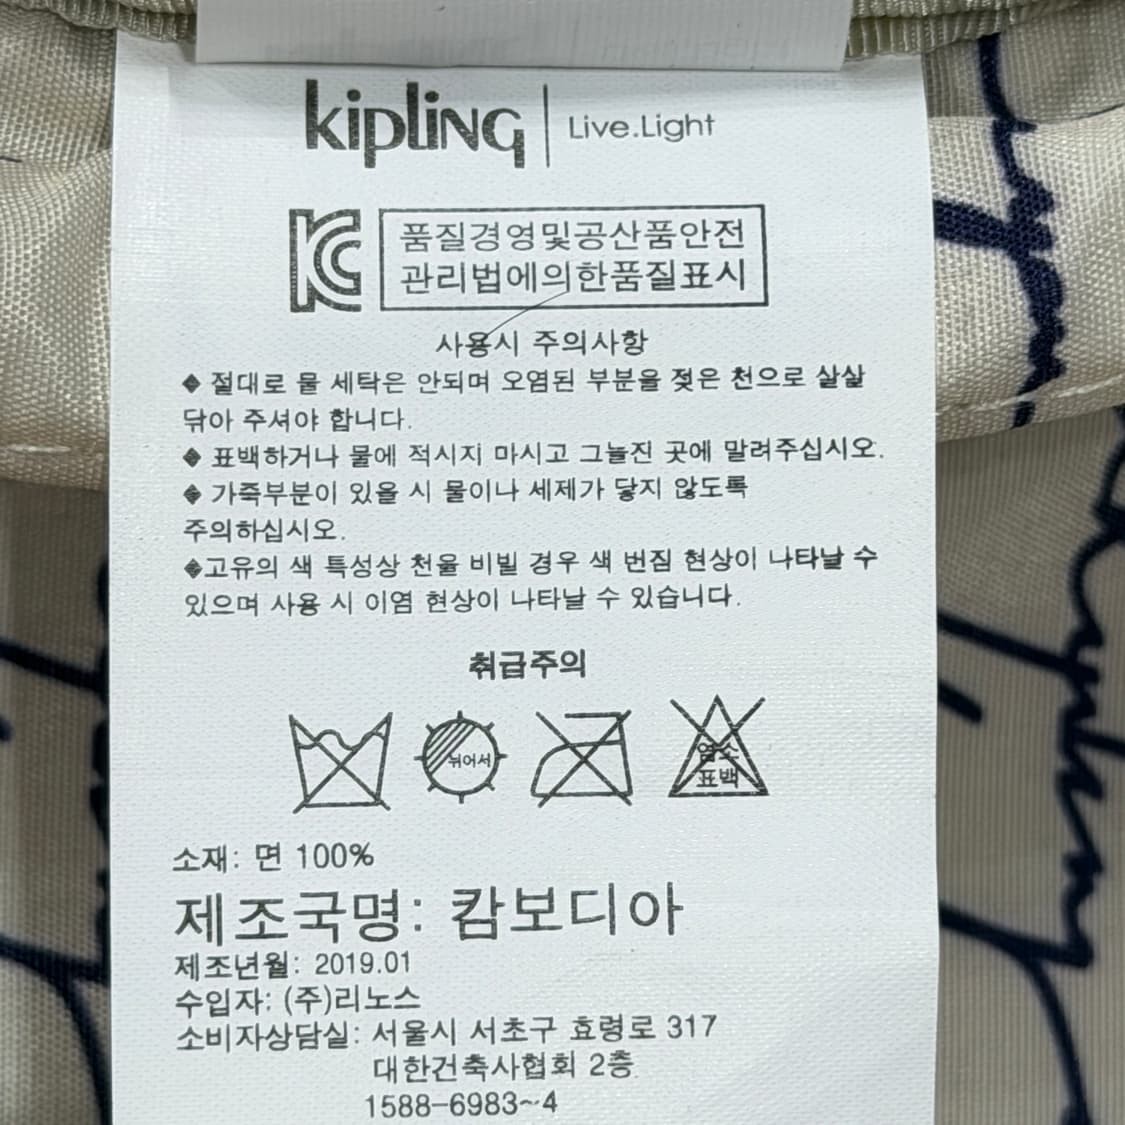 kipling | Live.Light
KC
품질경영및공산품안전
관리법에의한품질표시
사용시 주의사항
◆ 절대로 물 세탁은 안되며 오염된 부분을 젖은 천으로 살살
닦아 주셔야 합니다.
◆ 표백하거나 물에 적시지 마시고 그늘진 곳에 말려주십시오.
◆ 가죽부분이 있을 시 물이나 세제가 닿지 않도록
주의하십시오.
◆고유의 색 특성상 천을 비빌 경우 색 번짐 현상이 나타날 수
있으며 사용 시 이염 현상이 나타날 수 있습니다.
취급주의
뉘어서
염소
표백
소재: 면 100%
제조국명: 캄보디아
제조년월: 2019.01
수입자: (주)리노스
소비자상담실: 서울시 서초구 효령로 317
대한건축사협회 2층
1588-6983~4